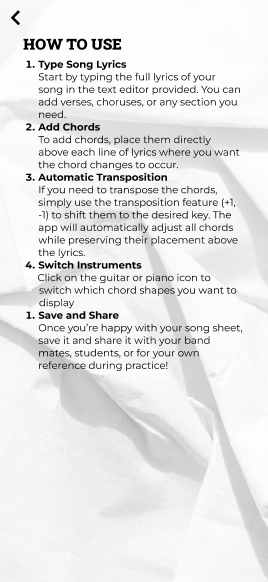 HOW TO USE
1. Type Song Lyrics
Start by typing the full lyrics of your
song in the text editor provided. You can
add verses, choruses, or any section you
need.
2. Add Chords
To add chords, place them directly
above each line of lyrics where you want
the chord changes to occur.
3. Automatic Transposition
If you need to transpose the chords,
simply use the transposition feature (+1,
-1) to shift them to the desired key. The
app will automatically adjust all chords
while preserving their placement above
the lyrics.
4. Switch Instruments
Click on the guitar or piano icon to
switch which chord shapes you want to
display
1. Save and Share
Once you're happy with your song sheet,
save it and share it with your band
mates, students, or for your own
reference during practice!